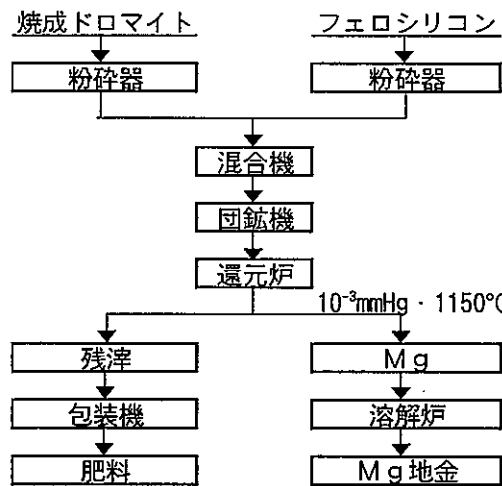 焼成ドロマイト フェロシリコン
粉砕器 粉砕器
混合機
団鉱機
還元炉
10⁻³mmHg・1150°C
残滓 Mg
包装機 溶解炉
肥料 Mg地金